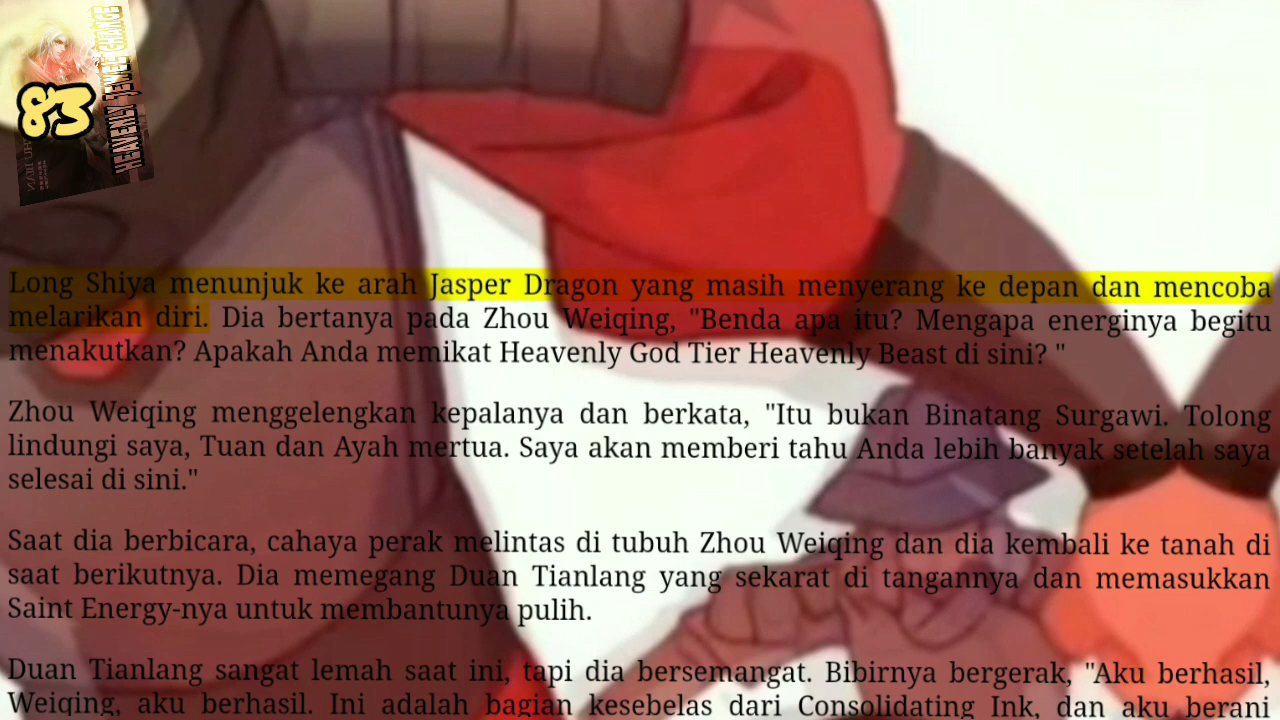 83
HEAVENLY JEWEL CHANGE
Long Shiya menunjuk ke arah Jasper Dragon yang masih menyerang ke depan dan mencoba
melarikan diri. Dia bertanya pada Zhou Weiqing, "Benda apa itu? Mengapa energinya begitu
menakutkan? Apakah Anda memikat Heavenly God Tier Heavenly Beast di sini? "
Zhou Weiqing menggelengkan kepalanya dan berkata, "Itu bukan Binatang Surgawi. Tolong
lindungi saya, Tuan dan Ayah mertua. Saya akan memberi tahu Anda lebih banyak setelah saya
selesai di sini."
Saat dia berbicara, cahaya perak melintas di tubuh Zhou Weiqing dan dia kembali ke tanah di
saat berikutnya. Dia memegang Duan Tianlang yang sekarat di tangannya dan memasukkan
Saint Energy-nya untuk membantunya pulih.
Duan Tianlang sangat lemah saat ini, tapi dia bersemangat. Bibirnya bergerak, "Aku berhasil,
Weiqing, aku berhasil. Ini adalah bagian kesebelas dari Consolidating Ink, dan aku berani